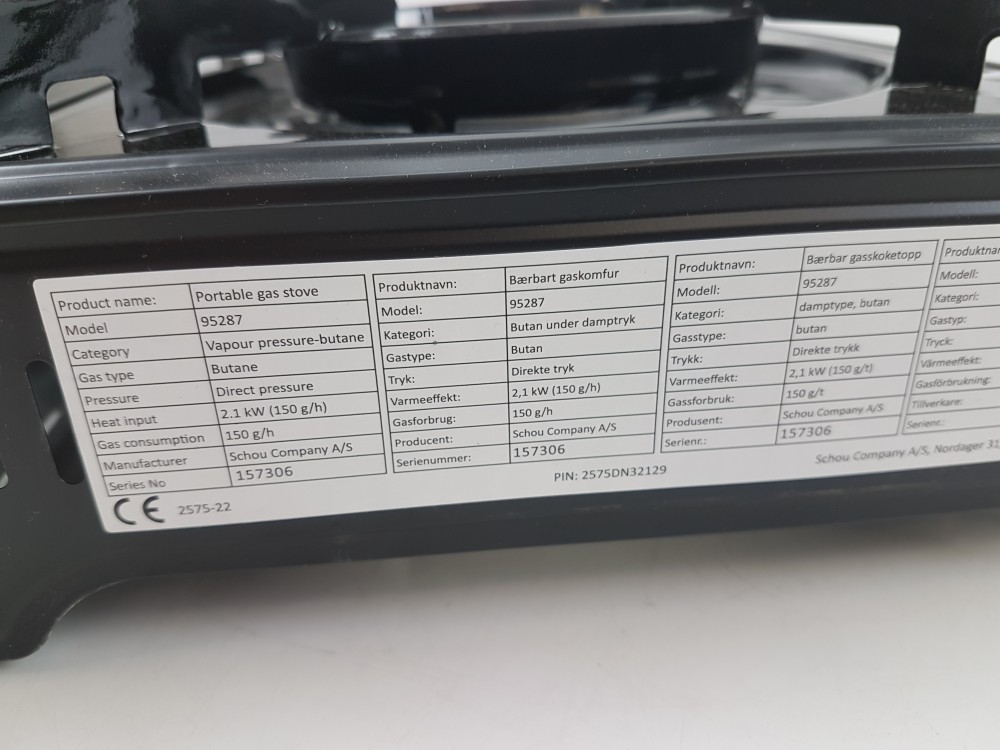 Product name: Portable gas stove
Model 95287
Category Vapour pressure-butane
Gas type Butane
Pressure Direct pressure
Heat input 2.1 kW (150 g/h)
Gas consumption 150 g/h
Manufacturer Schou Company A/S
Series No 157306
Produktnavn: Bærbart gaskomfur
Model: 95287
Kategori: Butan under damptryk
Gastype: Butan
Tryk: Direkte tryk
Varmeeffekt: 2,1 kW (150 g/h)
Gasforbrug: 150 g/h
Producent: Schou Company A/S
Serienummer: 157306
Produktnavn: Bærbar gasskoketopp
Modell: 95287
Kategori: damptype, butan
Gasstype: butan
Trykk: Direkte trykk
Varmeeffekt: 2,1 kW (150 g/t)
Gassforbruk: 150 g/t
Produsent: Schou Company A/S
Serienr.: 157306
Produktnar
Modell:
Kategori:
Gastyp:
Tryck:
Värmeeffekt:
Gasförbrukning:
Tillverkare:
Serienr.:
CE 2575-22
PIN: 2575DN32129
Schou Company A/S, Nordager 31,